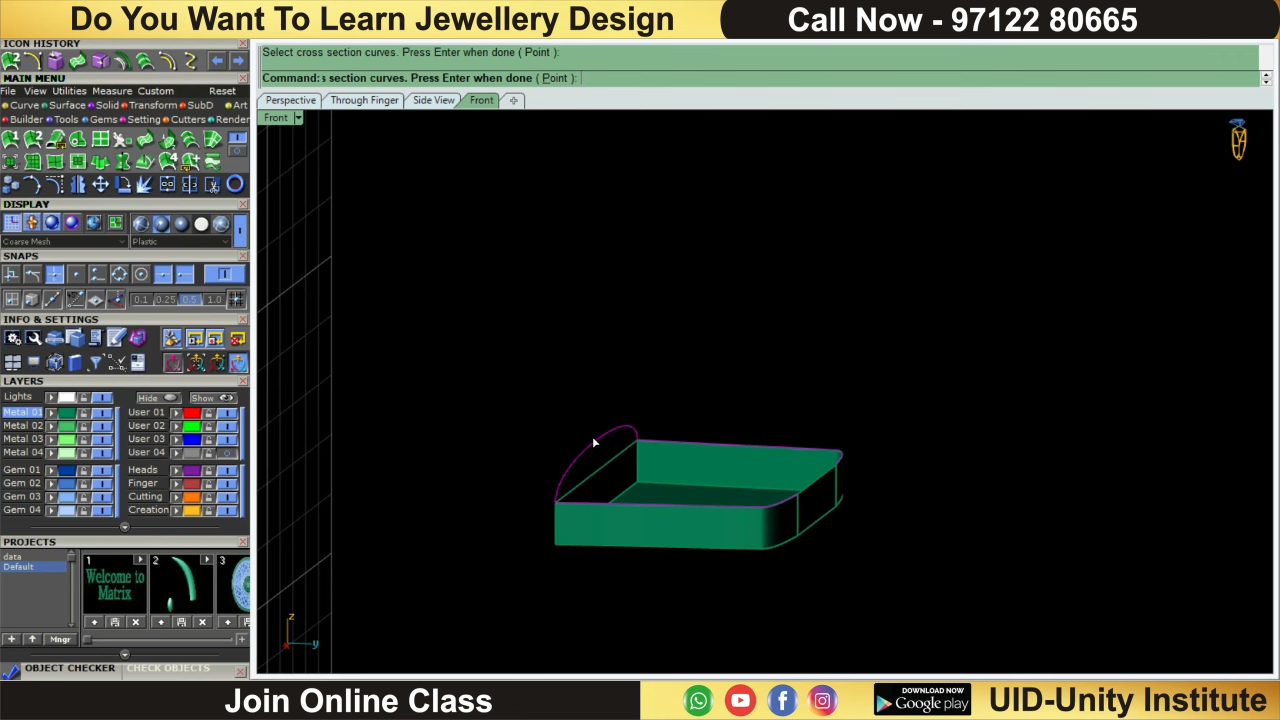 Do You Want To Learn Jewellery Design
Call Now - 97122 80665
ICON HISTORY
MAIN MENU
File View Utilities Measure Custom Reset
Curve Surface Solid Transform SubD Art
Builder Tools Gems Setting Cutters Render
DISPLAY
Coarse Mesh Plastic
SNAPS
0.1 0.25 0.5 1.0
INFO & SETTINGS
LAYERS
Lights Hide Show
Metal 01 User 01
Metal 02 User 02
Metal 03 User 03
Metal 04 User 04
Gem 01 Heads
Gem 02 Finger
Gem 03 Cutting
Gem 04 Creation
PROJECTS
data
Default
1 2 3
Welcome to
Matrix
Mngr
OBJECT CHECKER CHECK OBJECTS
Select cross section curves. Press Enter when done ( Point ):
Command: s section curves. Press Enter when done ( Point ):
Perspective Through Finger Side View Front
Front
z
y
x
Join Online Class
DOWNLOAD NOW
Google play
UID-Unity Institute